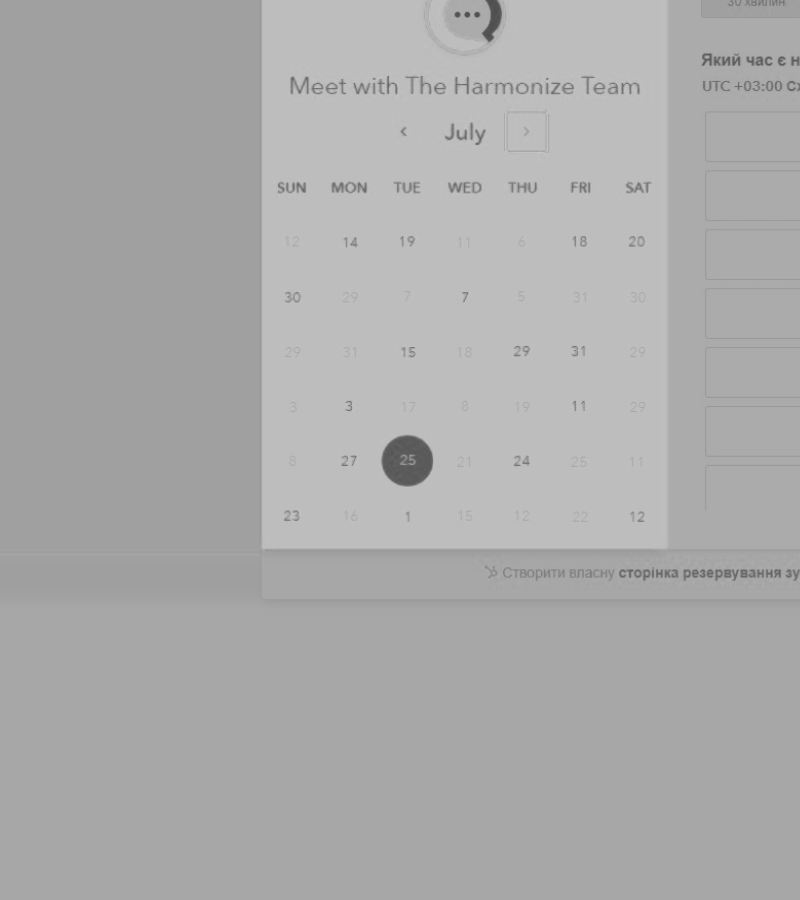 30 хвилин
Meet with The Harmonize Team
Який час є н
UTC +03:00 Сх
July
SUN MON TUE WED THU FRI SAT
12 14 19 11 6 18 20
30 29 7 7 5 31 30
29 31 15 18 29 31 29
3 3 17 8 19 11 29
8 27 25 21 24 25 11
23 16 1 15 12 22 12
Створити власну сторінка резервування зу